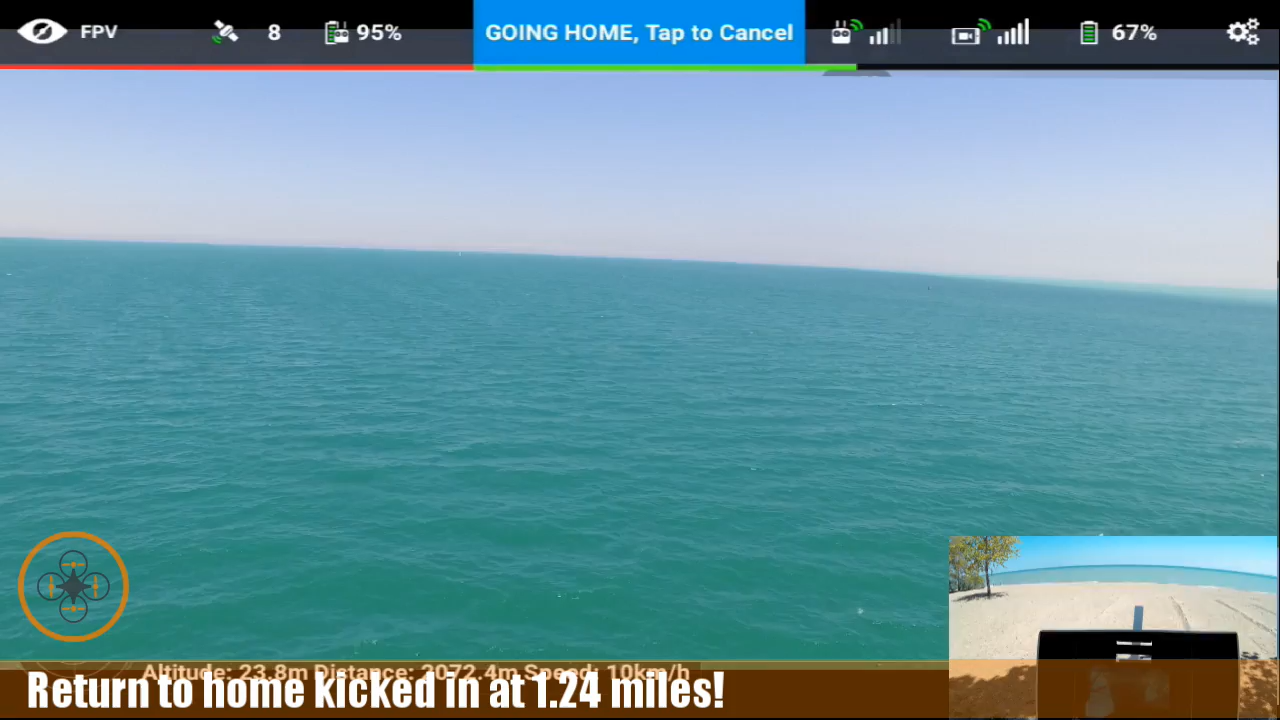 FPV 8 95% GOING HOME, Tap to Cancel 67%
Altitude: 23.8m Distance: 2072.4m Speed: 10km/h
Return to home kicked in at 1.24 miles!